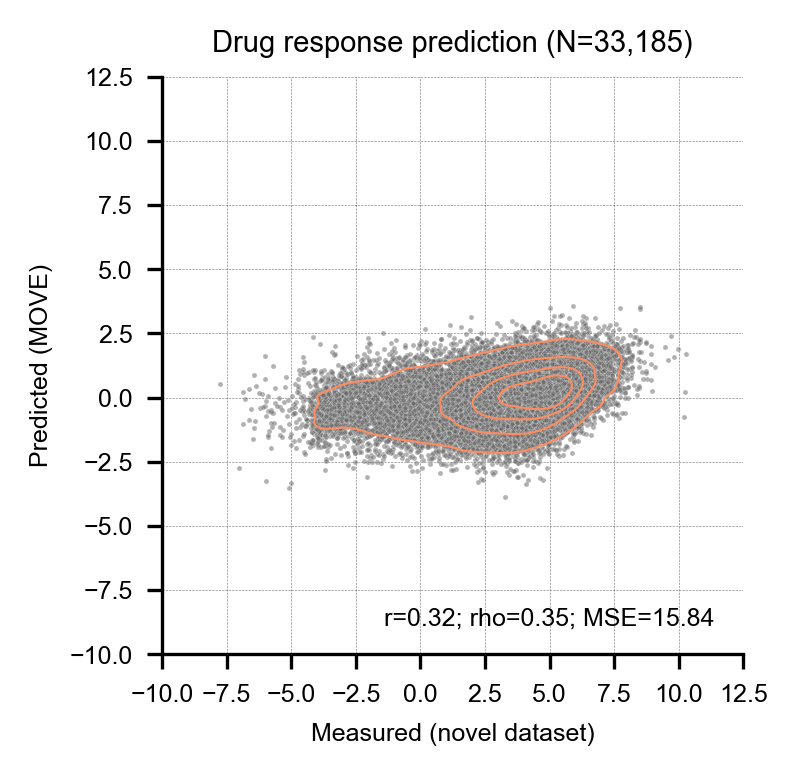 Drug response prediction (N=33,185)
Predicted (MOVE)
12.5
10.0
7.5
5.0
2.5
0.0
−2.5
−5.0
−7.5
−10.0
r=0.32; rho=0.35; MSE=15.84
−10.0 −7.5 −5.0 −2.5 0.0 2.5 5.0 7.5 10.0 12.5
Measured (novel dataset)